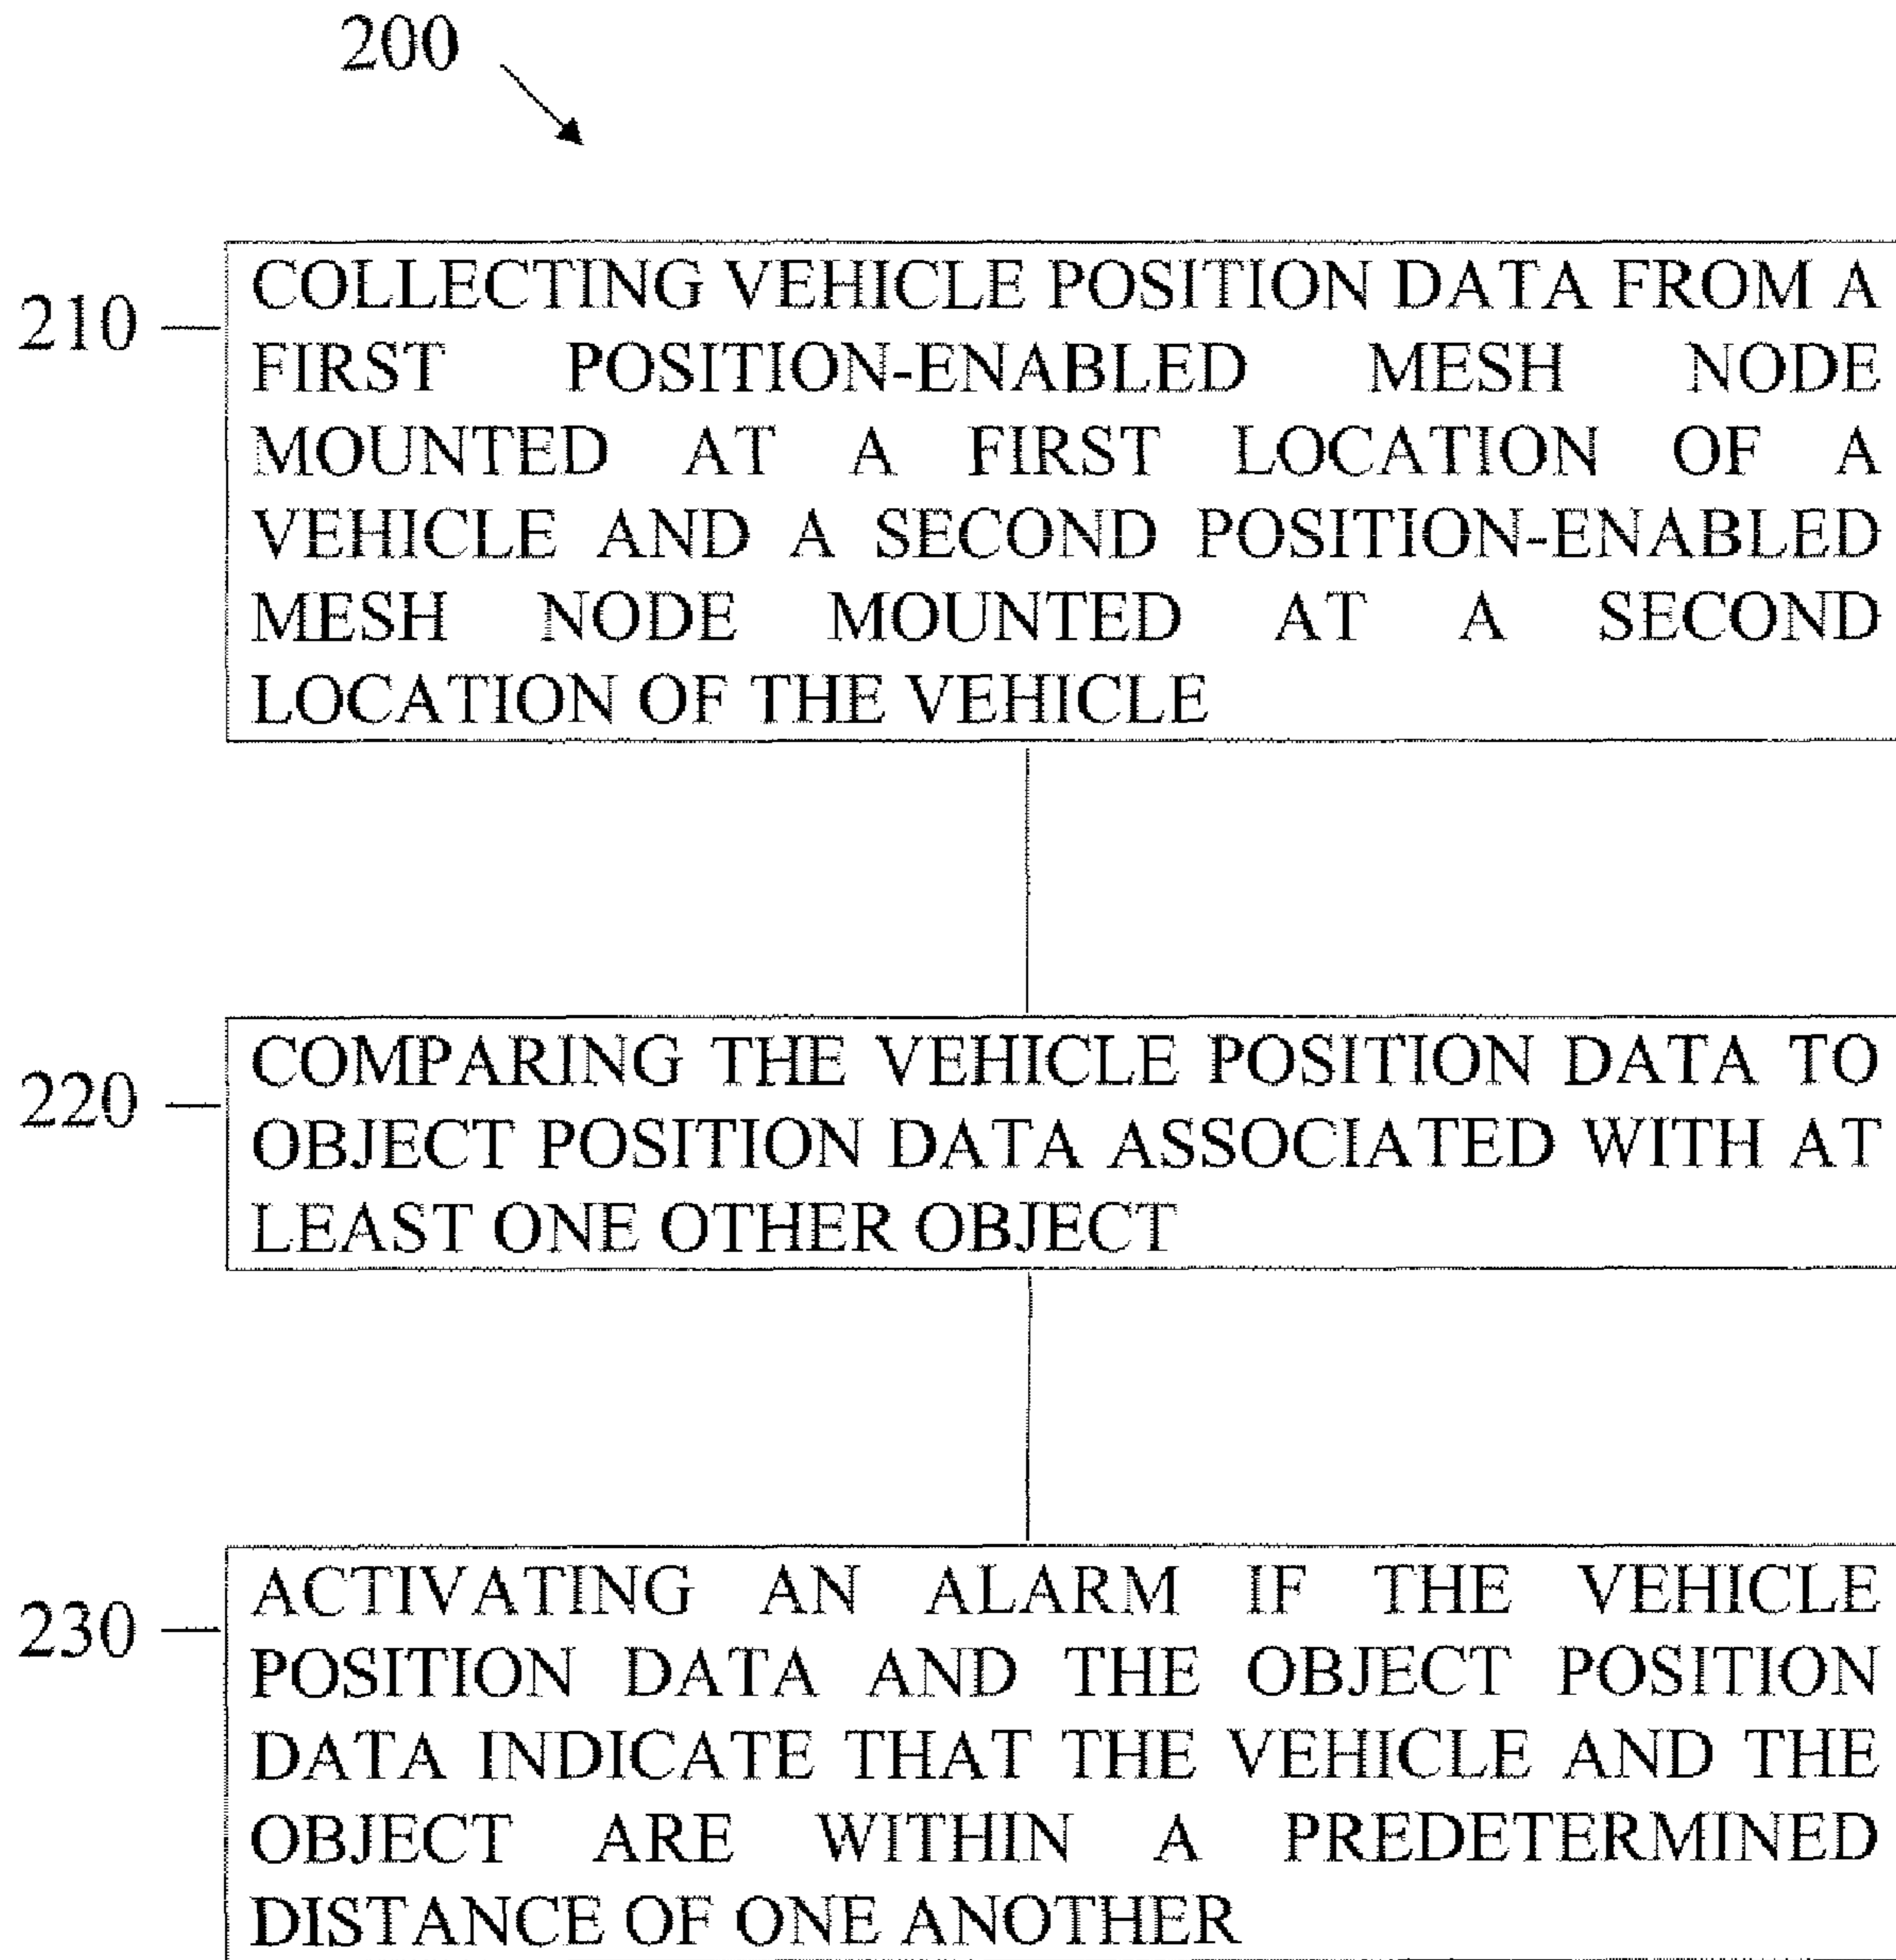 200
210
COLLECTING VEHICLE POSITION DATA FROM A
FIRST POSITION-ENABLED MESH NODE
MOUNTED AT A FIRST LOCATION OF A
VEHICLE AND A SECOND POSITION-ENABLED
MESH NODE MOUNTED AT A SECOND
LOCATION OF THE VEHICLE
220
COMPARING THE VEHICLE POSITION DATA TO
OBJECT POSITION DATA ASSOCIATED WITH AT
LEAST ONE OTHER OBJECT
230
ACTIVATING AN ALARM IF THE VEHICLE
POSITION DATA AND THE OBJECT POSITION
DATA INDICATE THAT THE VEHICLE AND THE
OBJECT ARE WITHIN A PREDETERMINED
DISTANCE OF ONE ANOTHER